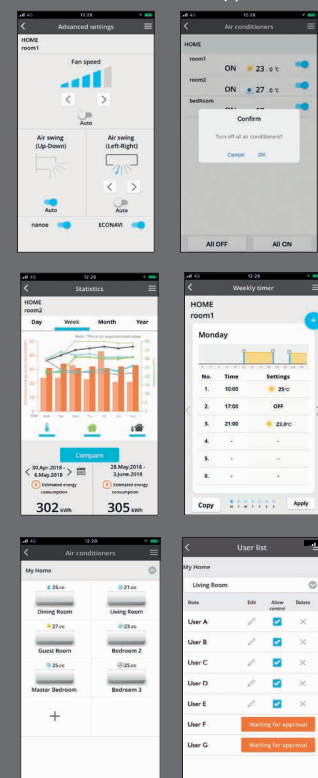 4G 12:28
Advanced settings
HOME
room1
Fan speed
Auto
Air swing
(Up-Down)
Air swing
(Left-Right)
Auto
Auto
nanoe
ECONAVI
4G 12:28
Air conditioners
HOME
room1
ON 23.0℃
room2
ON 27.0℃
bedRoom
Confirm
Turn off all air conditioners?
Cancel OK
All OFF All ON
4G 12:28
Statistics
HOME
room2
Day Week Month Year
Compare
30.Apr.2018 -
6.May.2018
28.May.2018 -
3.June.2018
Estimated energy
consumption
Estimated energy
consumption
302 kWh 305 kWh
4G 12:28
Weekly timer
HOME
room1
Monday
No. Time Settings
1. 10:00 25℃
2. 17:00 OFF
3. 21:00 23.0℃
4. - -
5. - -
6. - -
Copy M T W T F S S Apply
4G 12:28
Air conditioners
My Home
25.0℃ 21.0℃
Dining Room Living Room
27.0℃ 23.0℃
Guest Room Bedroom 2
25.0℃ 25.0℃
Master Bedroom Bedroom 3
User list
My Home
Living Room
Note Edit Allow control Delete
User A
User B
User C
User D
User E
User F Waiting for approval
User G Waiting for approval